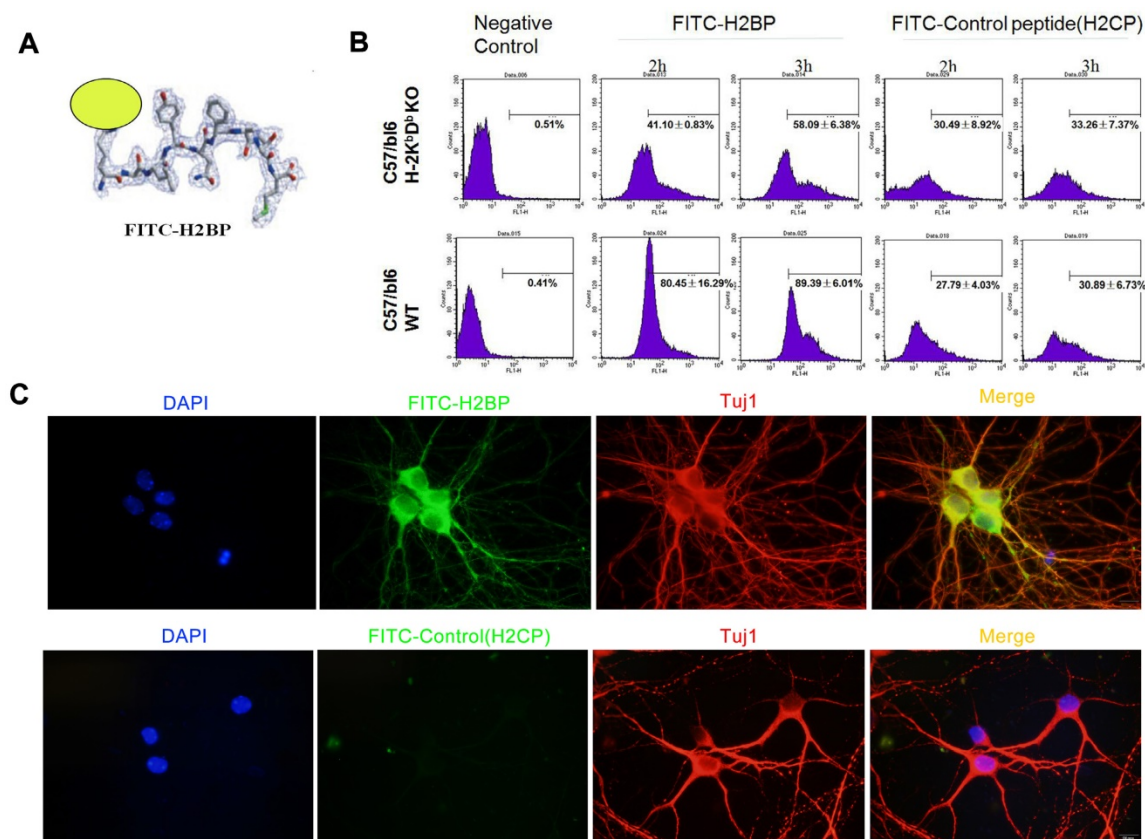 A
FITC-H2BP
B
Negative Control
FITC-H2BP
FITC-Control peptide(H2CP)
2h
3h
2h
3h
C57/bl6
H-2KᵇDᵇKO
0.51%
41.10±0.83%
58.09±6.38%
30.49±8.92%
33.26±7.37%
C57/bl6
WT
0.41%
80.45±16.29%
89.39±6.01%
27.79±4.03%
30.89±6.73%
C
DAPI
FITC-H2BP
Tuj1
Merge
DAPI
FITC-Control(H2CP)
Tuj1
Merge